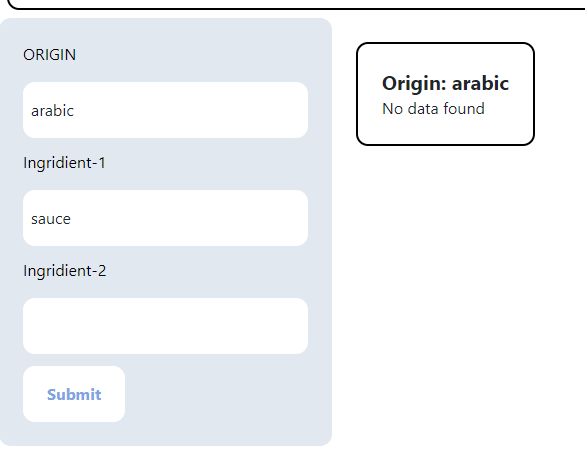 ORIGIN
arabic
Ingridient-1
sauce
Ingridient-2
Submit
Origin: arabic
No data found